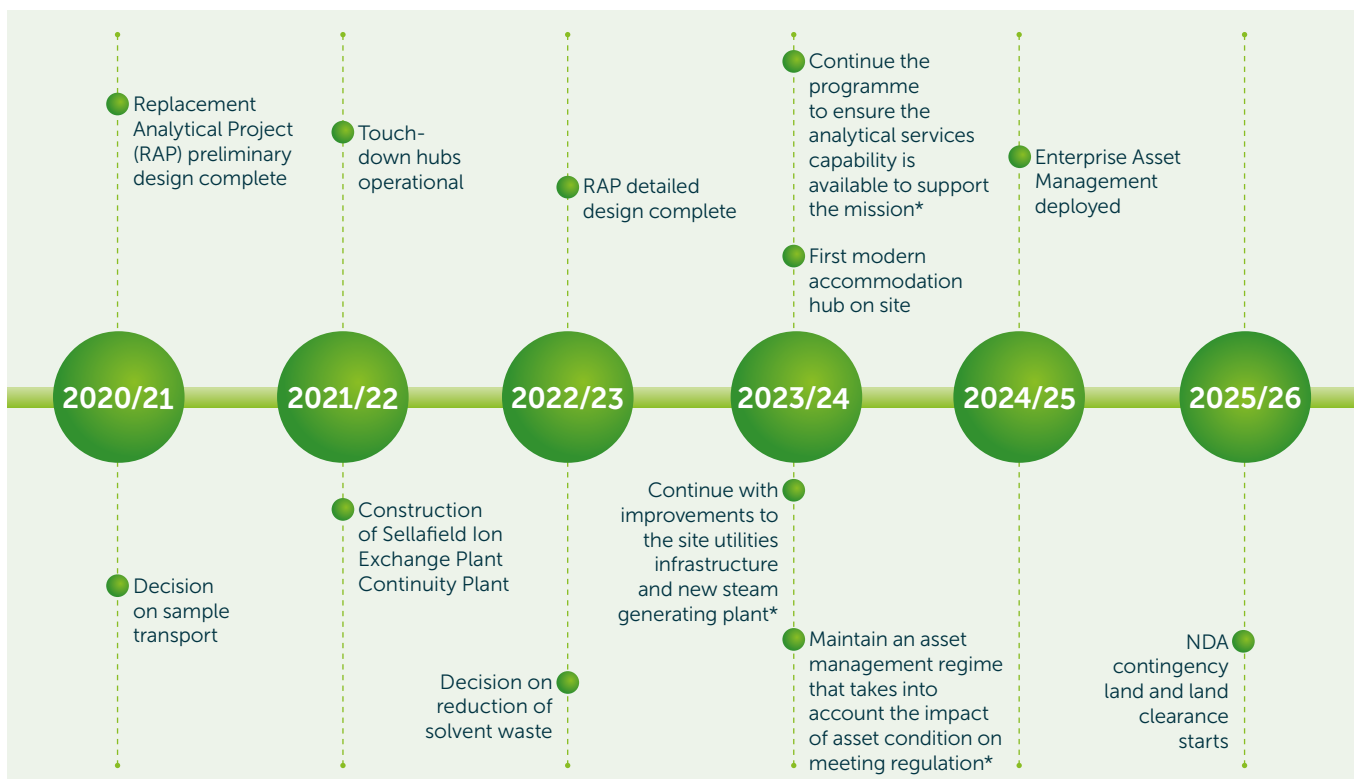 Replacement
Analytical Project
(RAP) preliminary
design complete
Touch-
down hubs
operational
RAP detailed
design complete
Continue the
programme
to ensure the
analytical services
capability is
available to support
the mission*
First modern
accommodation
hub on site
Enterprise Asset
Management
deployed
2020/21
2021/22
2022/23
2023/24
2024/25
2025/26
Decision
on sample
transport
Construction
of Sellafield Ion
Exchange Plant
Continuity Plant
Decision on
reduction of
solvent waste
Continue with
improvements to
the site utilities
infrastructure
and new steam
generating plant*
Maintain an asset
management regime
that takes into
account the impact
of asset condition on
meeting regulation*
NDA
contingency
land and land
clearance
starts